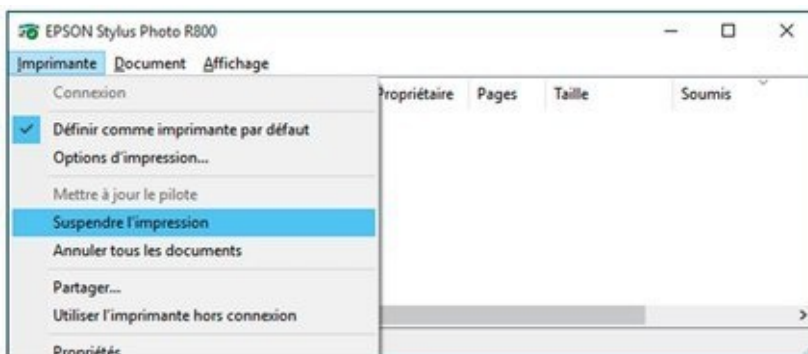 EPSON Stylus Photo R800
Imprimante Document Affichage
Connexion
Propriétaire Pages Taille Soumis
Définir comme imprimante par défaut
Options d'impression...
Mettre à jour le pilote
Suspendre l'impression
Annuler tous les documents
Partager...
Utiliser l'imprimante hors connexion
Propriétés